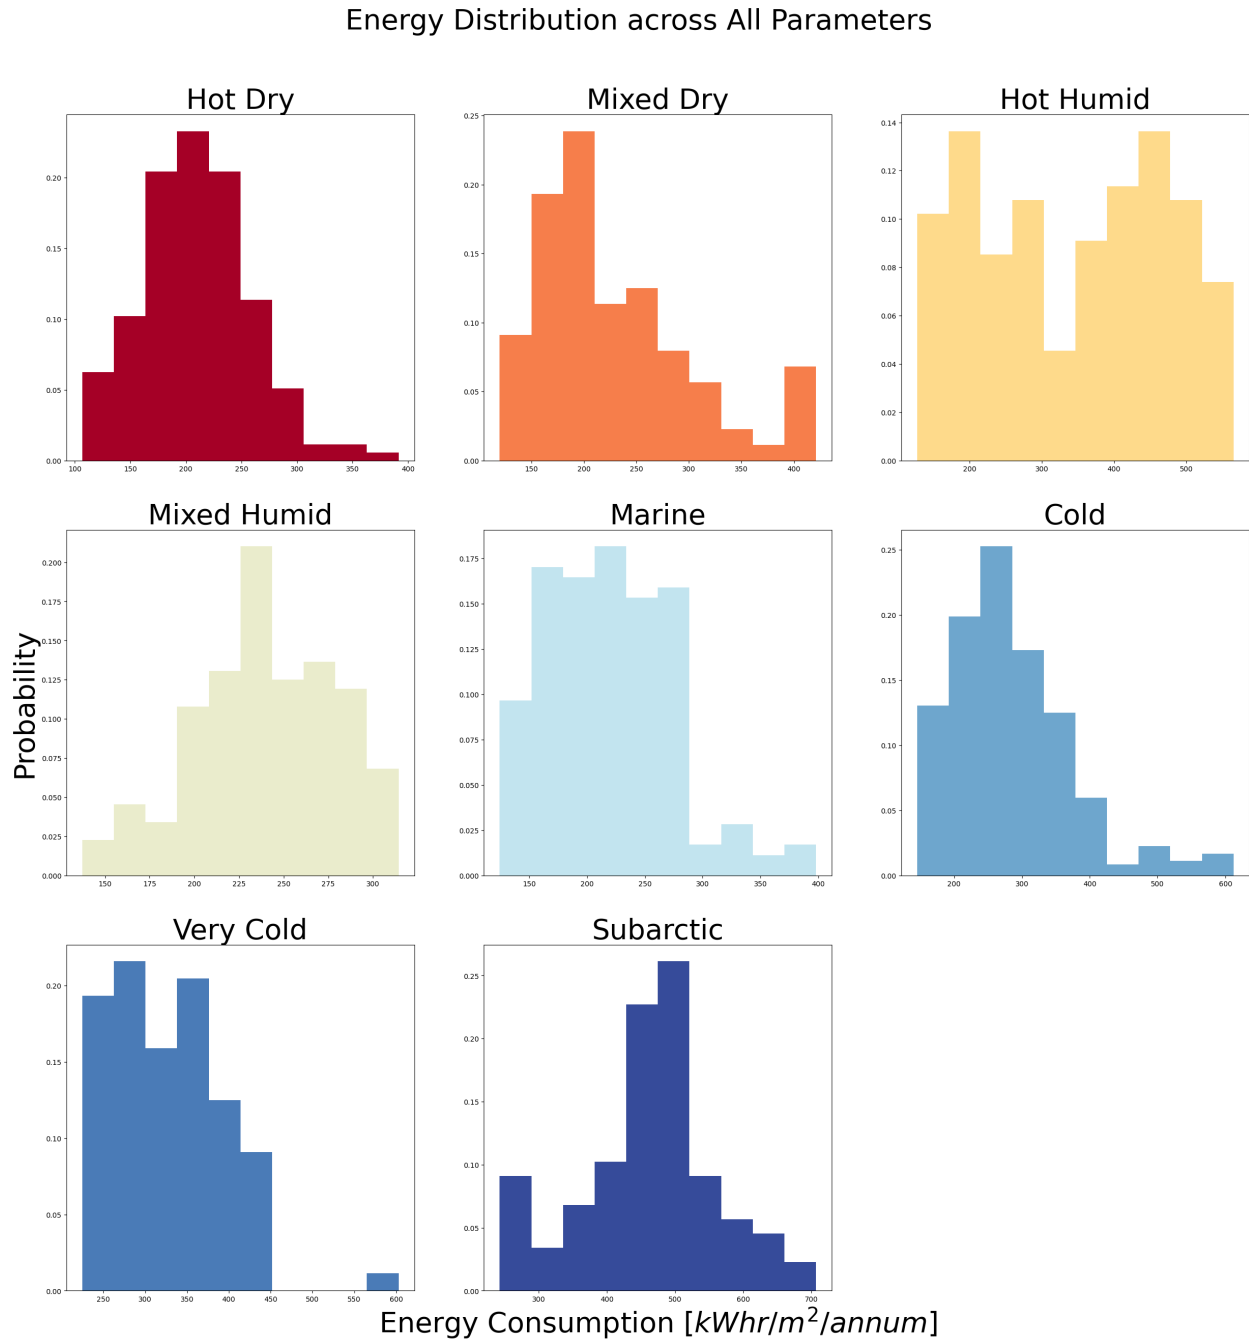 Energy Distribution across All Parameters
Hot Dry
0.20
0.15
0.10
0.05
0.00
100 150 200 250 300 350 400
Mixed Dry
0.25
0.20
0.15
0.10
0.05
0.00
150 200 250 300 350 400
Hot Humid
0.14
0.12
0.10
0.08
0.06
0.04
0.02
0.00
200 300 400 500
Mixed Humid
0.200
0.175
0.150
0.125
0.100
0.075
0.050
0.025
0.000
150 175 200 225 250 275 300
Marine
0.175
0.150
0.125
0.100
0.075
0.050
0.025
0.000
150 200 250 300 350 400
Cold
0.25
0.20
0.15
0.10
0.05
0.00
200 300 400 500 600
Probability
Very Cold
0.20
0.15
0.10
0.05
0.00
250 300 350 400 450 500 550 600
Subarctic
0.25
0.20
0.15
0.10
0.05
0.00
300 400 500 600 700
Energy Consumption [kWhr/m²/annum]